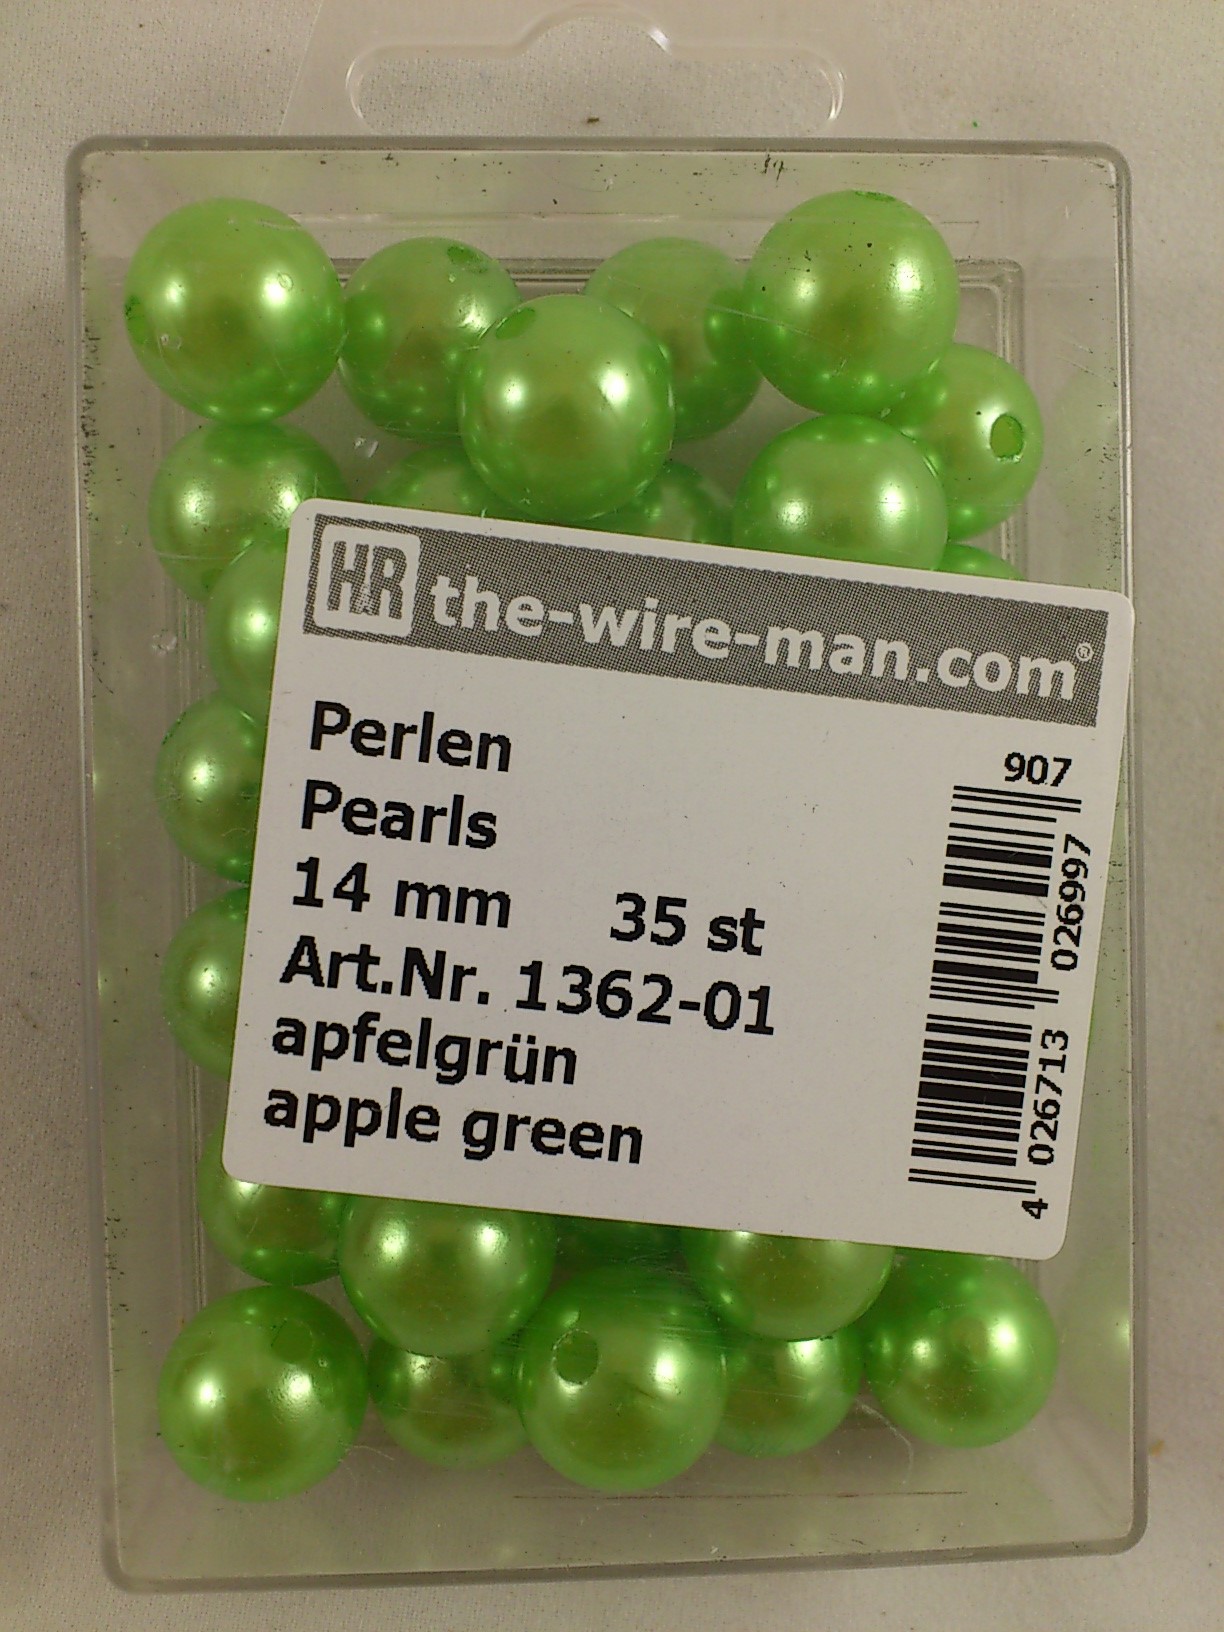 HR the-wire-man.com®
Perlen
Pearls
14 mm 35 st
Art.Nr. 1362-01
apfelgrün
apple green
907
4 026713 026997